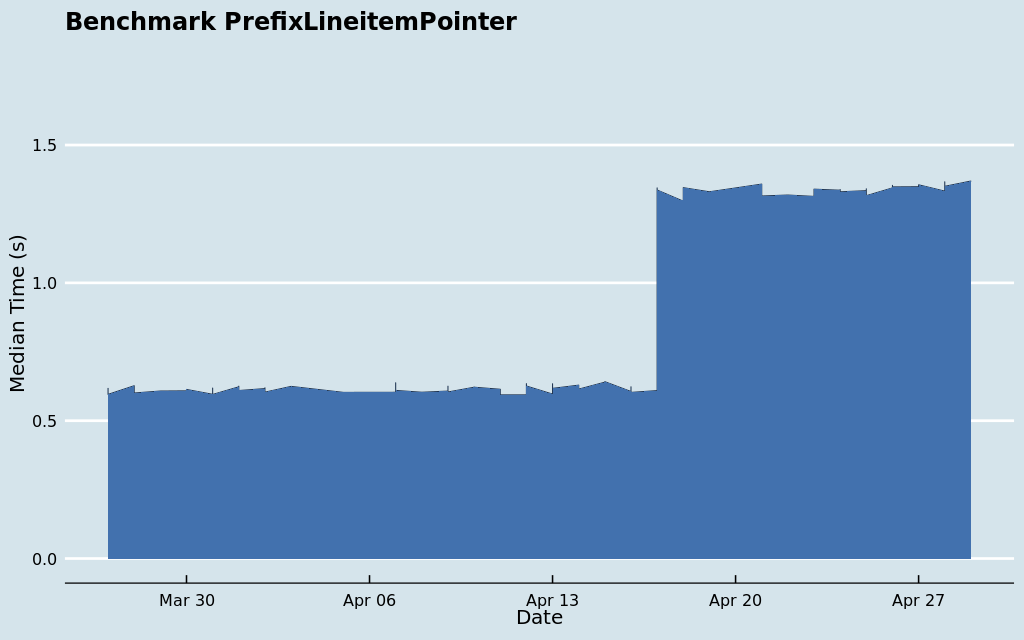 Benchmark PrefixLineitemPointer
Median Time (s)
1.5
1.0
0.5
0.0
Mar 30
Apr 06
Apr 13
Apr 20
Apr 27
Date